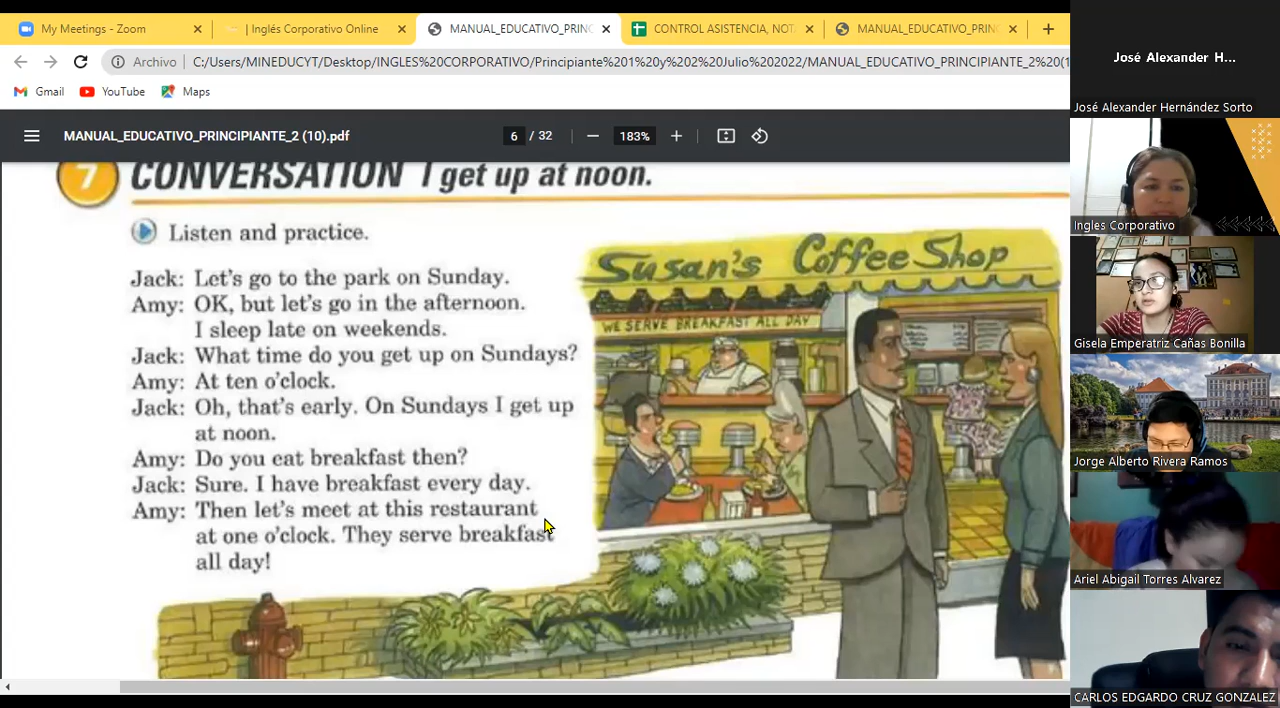 My Meetings - Zoom
| Inglés Corporativo Online
MANUAL_EDUCATIVO_PRINC
CONTROL ASISTENCIA, NOT
MANUAL_EDUCATIVO_PRIN
Archivo
C:/Users/MINEDUCYT/Desktop/INGLES%20CORPORATIVO/Principiante%201%20y%202%20Julio%202022/MANUAL_EDUCATIVO_PRINCIPIANTE_2%20(1
Gmail
YouTube
Maps
MANUAL_EDUCATIVO_PRINCIPIANTE_2 (10).pdf
6 / 32
183%
7 CONVERSATION I get up at noon.
Listen and practice.
Jack: Let's go to the park on Sunday.
Amy: OK, but let's go in the afternoon.
I sleep late on weekends.
Jack: What time do you get up on Sundays?
Amy: At ten o'clock.
Jack: Oh, that's early. On Sundays I get up
at noon.
Amy: Do you eat breakfast then?
Jack: Sure. I have breakfast every day.
Amy: Then let's meet at this restaurant
at one o'clock. They serve breakfast
all day!
Susan's Coffee Shop
WE SERVE BREAKFAST ALL DAY
José Alexander H...
José Alexander Hernández Sorto
Ingles Corporativo
Gisela Emperatriz Cañas Bonilla
Jorge Alberto Rivera Ramos
Ariel Abigail Torres Alvarez
CARLOS EDGARDO CRUZ GONZALEZ